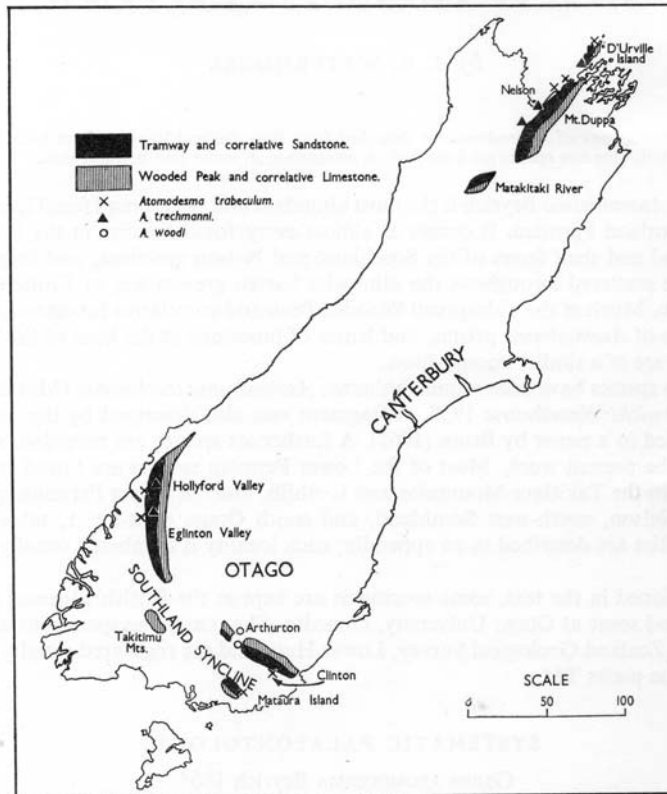 D'Urville
Island
Nelson
Mt.Duppa
Tramway and correlative Sandstone.
Wooded Peak and correlative Limestone.
Atomodesma trabeculum.
A. trechmanni.
A. woodi
Matakitaki River
CANTERBURY
Hollyford Valley
Eglinton Valley
OTAGO
SOUTHLAND SYNCLINE
Takitimu
Mts.
Arthurton
Clinton
Mataura Island
SCALE
0 50 100